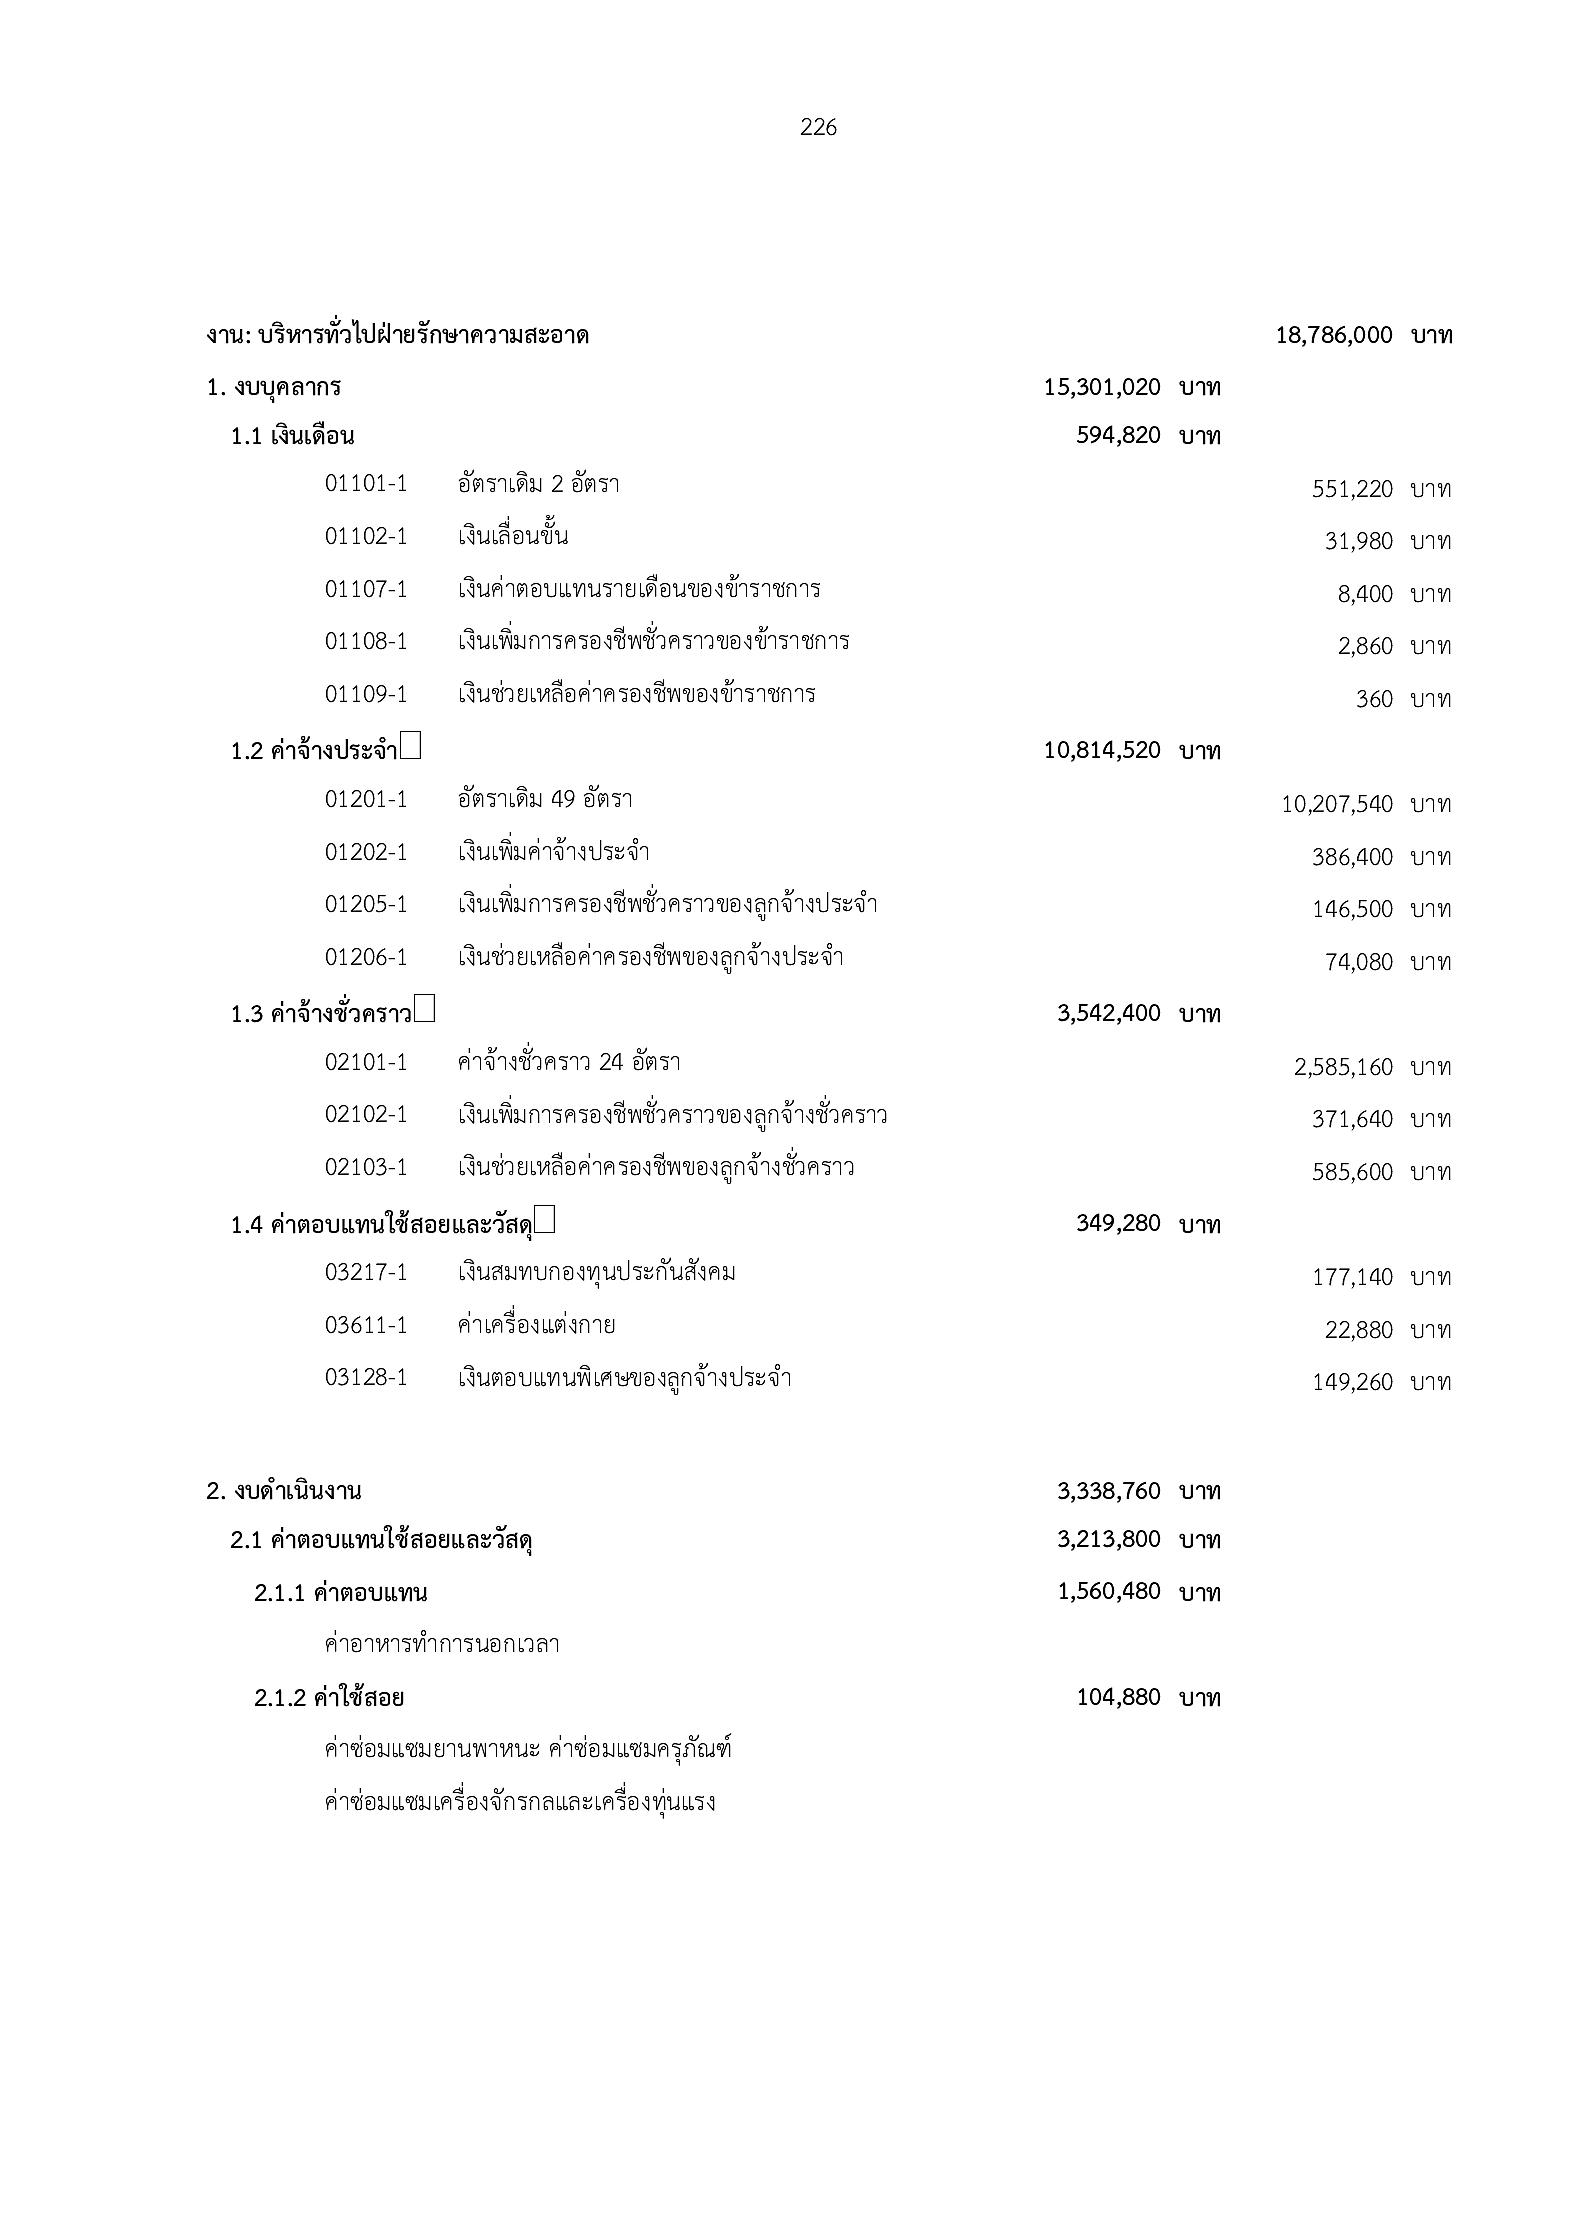 226
งาน: บริหารทั่วไปฝ่ายรักษาความสะอาด 18,786,000 บาท
1. งบบุคลากร 15,301,020 บาท
1.1 เงินเดือน 594,820 บาท
01101-1 อัตราเดิม 2 อัตรา 551,220 บาท
01102-1 เงินเลื่อนขั้น 31,980 บาท
01107-1 เงินค่าตอบแทนรายเดือนของข้าราชการ 8,400 บาท
01108-1 เงินเพิ่มการครองชีพชั่วคราวของข้าราชการ 2,860 บาท
01109-1 เงินช่วยเหลือค่าครองชีพของข้าราชการ 360 บาท
1.2 ค่าจ้างประจำ 10,814,520 บาท
01201-1 อัตราเดิม 49 อัตรา 10,207,540 บาท
01202-1 เงินเพิ่มค่าจ้างประจำ 386,400 บาท
01205-1 เงินเพิ่มการครองชีพชั่วคราวของลูกจ้างประจำ 146,500 บาท
01206-1 เงินช่วยเหลือค่าครองชีพของลูกจ้างประจำ 74,080 บาท
1.3 ค่าจ้างชั่วคราว 3,542,400 บาท
02101-1 ค่าจ้างชั่วคราว 24 อัตรา 2,585,160 บาท
02102-1 เงินเพิ่มการครองชีพชั่วคราวของลูกจ้างชั่วคราว 371,640 บาท
02103-1 เงินช่วยเหลือค่าครองชีพของลูกจ้างชั่วคราว 585,600 บาท
1.4 ค่าตอบแทนใช้สอยและวัสดุ 349,280 บาท
03217-1 เงินสมทบกองทุนประกันสังคม 177,140 บาท
03611-1 ค่าเครื่องแต่งกาย 22,880 บาท
03128-1 เงินตอบแทนพิเศษของลูกจ้างประจำ 149,260 บาท
2. งบดำเนินงาน 3,338,760 บาท
2.1 ค่าตอบแทนใช้สอยและวัสดุ 3,213,800 บาท
2.1.1 ค่าตอบแทน 1,560,480 บาท
ค่าอาหารทำการนอกเวลา
2.1.2 ค่าใช้สอย 104,880 บาท
ค่าซ่อมแซมยานพาหนะ ค่าซ่อมแซมครุภัณฑ์
ค่าซ่อมแซมเครื่องจักรกลและเครื่องทุ่นแรง